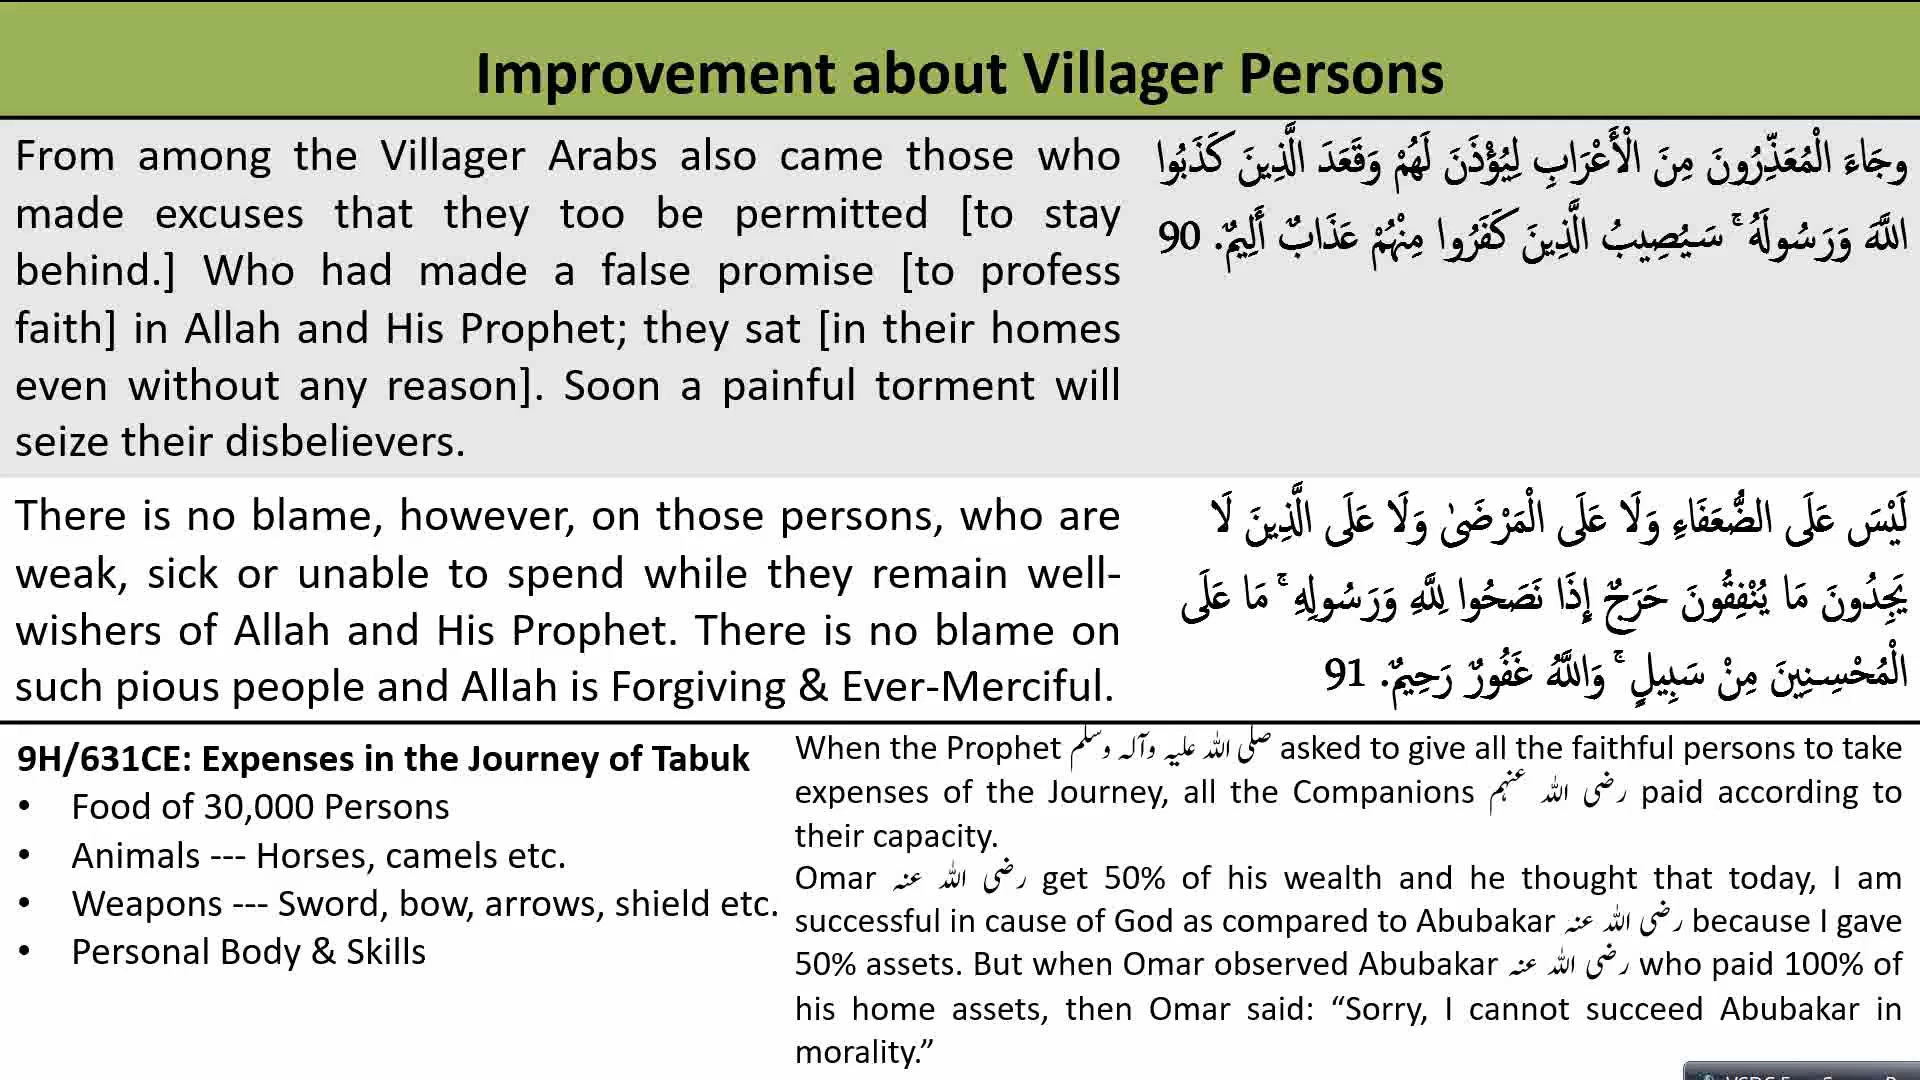 Improvement about Villager Persons
From among the Villager Arabs also came those who
made excuses that they too be permitted [to stay
behind.] Who had made a false promise [to profess
faith] in Allah and His Prophet; they sat [in their homes
even without any reason]. Soon a painful torment will
seize their disbelievers.
وجَاءَ الْمُعَذِّرُونَ مِنَ الْأَعْرَابِ لِيُؤْذَنَ لَهُمْ وَقَعَدَ الَّذِينَ كَذَبُوا
اللَّهَ وَرَسُولَهُ ۚ سَيُصِيبُ الَّذِينَ كَفَرُوا مِنْهُمْ عَذَابٌ أَلِيمٌ. 90
There is no blame, however, on those persons, who are
weak, sick or unable to spend while they remain well-
wishers of Allah and His Prophet. There is no blame on
such pious people and Allah is Forgiving & Ever-Merciful.
لَيْسَ عَلَى الضُّعَفَاءِ وَلَا عَلَى الْمَرْضَىٰ وَلَا عَلَى الَّذِينَ لَا
يَجِدُونَ مَا يُنْفِقُونَ حَرَجٌ إِذَا نَصَحُوا لِلَّهِ وَرَسُولِهِ ۚ مَا عَلَى
الْمُحْسِنِينَ مِنْ سَبِيلٍ ۚ وَاللَّهُ غَفُورٌ رَحِيمٌ. 91
9H/631CE: Expenses in the Journey of Tabuk
• Food of 30,000 Persons
• Animals --- Horses, camels etc.
• Weapons --- Sword, bow, arrows, shield etc.
• Personal Body & Skills
When the Prophet صلی اللہ علیہ وآلہ وسلم asked to give all the faithful persons to take
expenses of the Journey, all the Companions رضی اللہ عنہم paid according to
their capacity.
Omar رضی اللہ عنہ get 50% of his wealth and he thought that today, I am
successful in cause of God as compared to Abubakar رضی اللہ عنہ because I gave
50% assets. But when Omar observed Abubakar رضی اللہ عنہ who paid 100% of
his home assets, then Omar said: “Sorry, I cannot succeed Abubakar in
morality.”